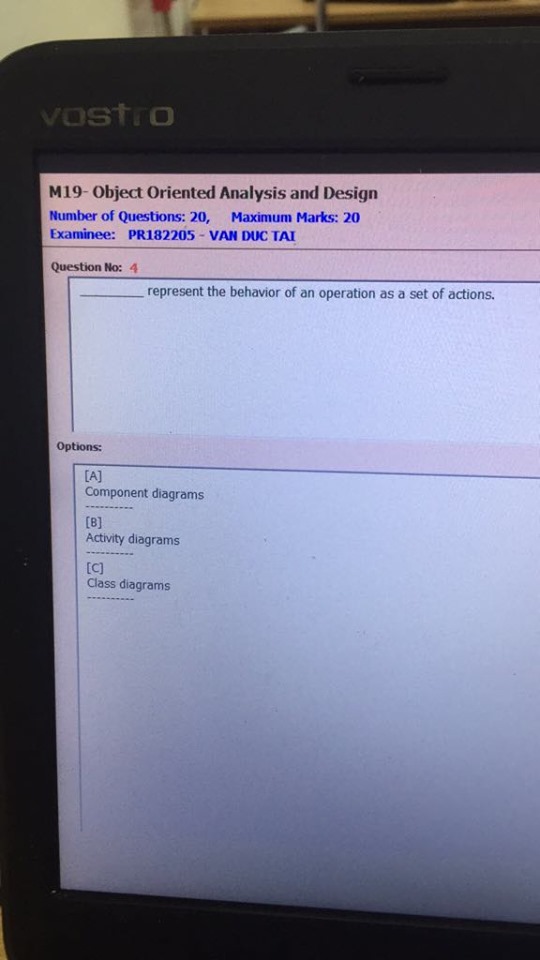 vostro
M19- Object Oriented Analysis and Design
Number of Questions: 20, Maximum Marks: 20
Examinee: PR182205 - VAN DUC TAI
Question No: 4
__________ represent the behavior of an operation as a set of actions.
Options:
[A]
Component diagrams
----------
[B]
Activity diagrams
----------
[C]
Class diagrams
----------